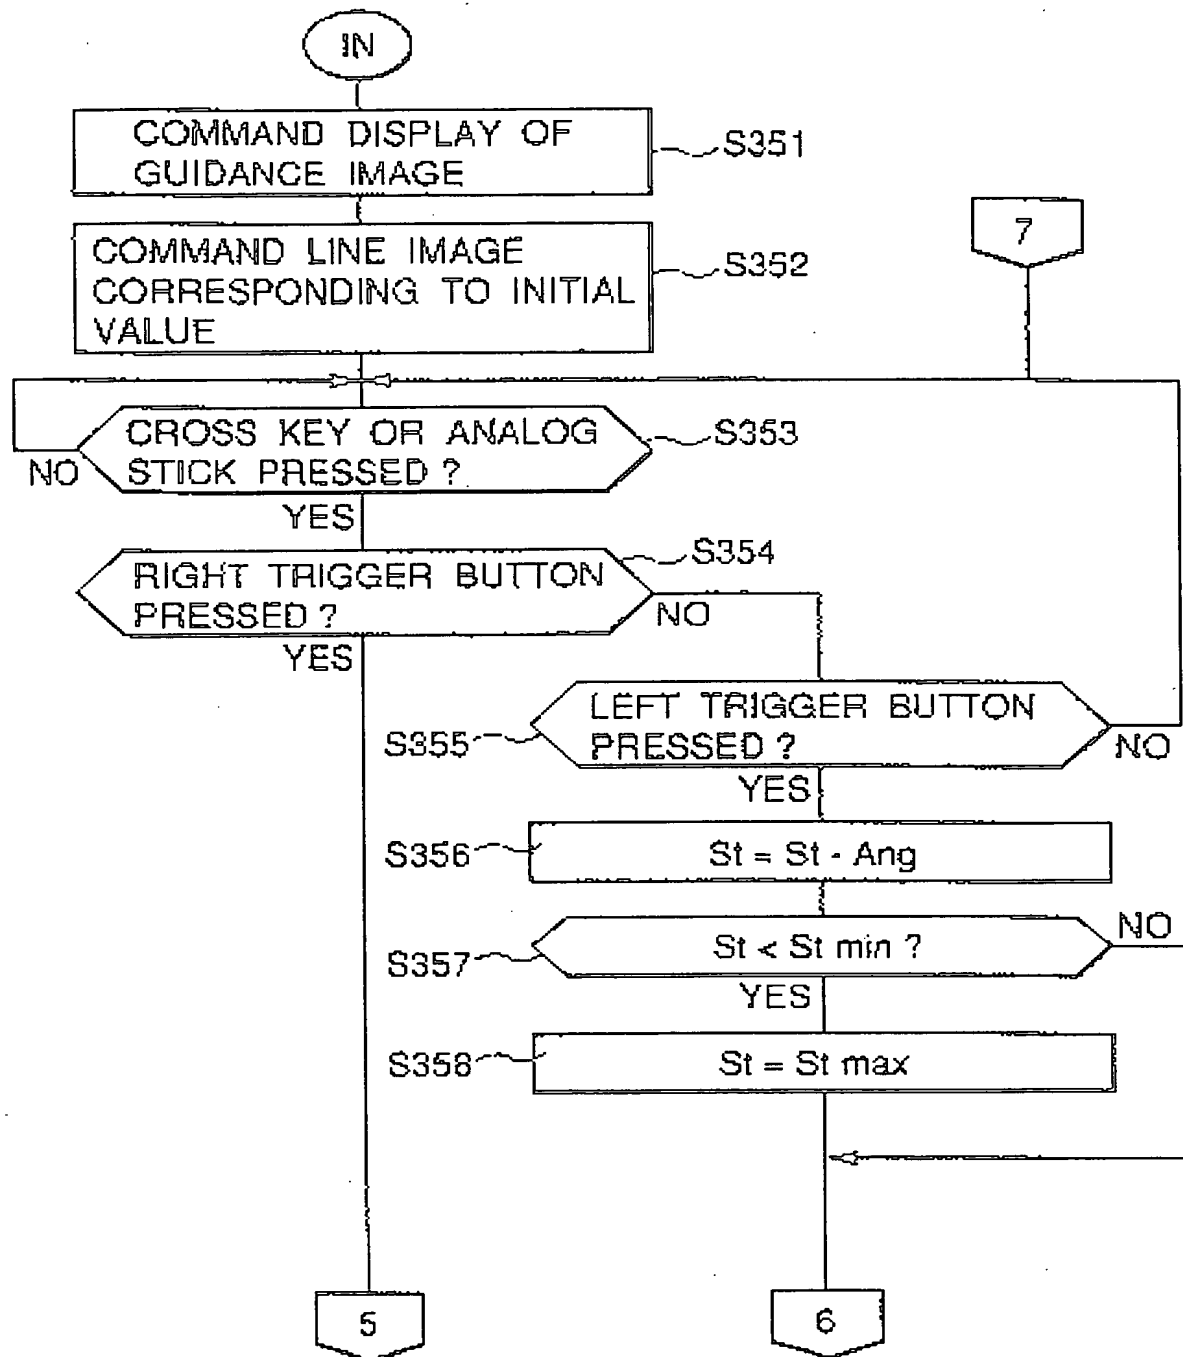 IN
COMMAND DISPLAY OF
GUIDANCE IMAGE
S351
COMMAND LINE IMAGE
CORRESPONDING TO INITIAL
VALUE
S352
7
CROSS KEY OR ANALOG
STICK PRESSED ?
S353
NO
YES
RIGHT TRIGGER BUTTON
PRESSED ?
S354
NO
YES
LEFT TRIGGER BUTTON
PRESSED ?
S355
NO
YES
S356
St = St - Ang
S357
St < St min ?
NO
YES
S358
St = St max
5
6